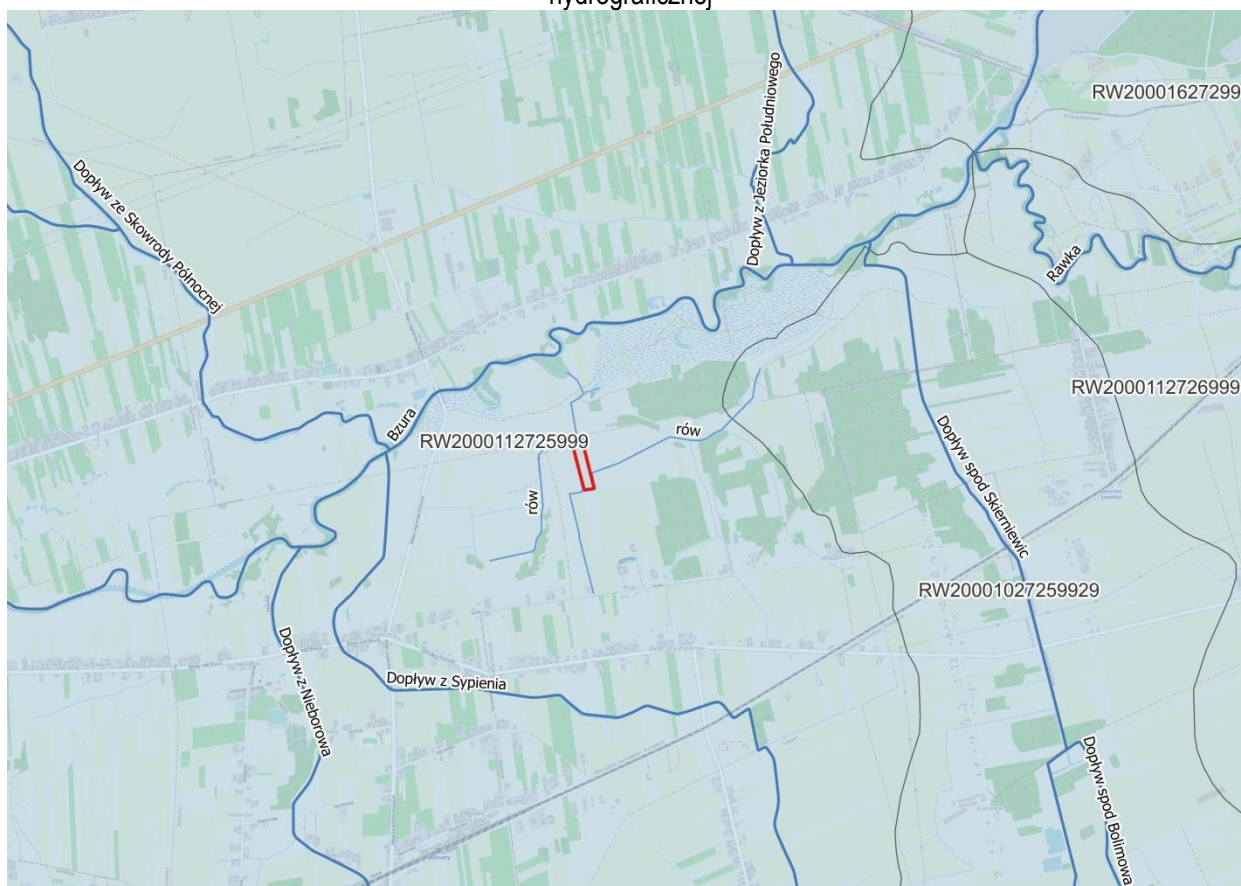 hydrograficznej
RW20001627299
Dopływ z Jeziorka Południowego
Dopływ ze Skowrody Północnej
Rawka
RW2000112726999
Bzura
RW2000112725999
rów
rów
Dopływ spod Skierniewic
RW20001027259929
Dopływ z Nieborowa
Dopływ z Sypienia
Dopływ spod Bolimowa